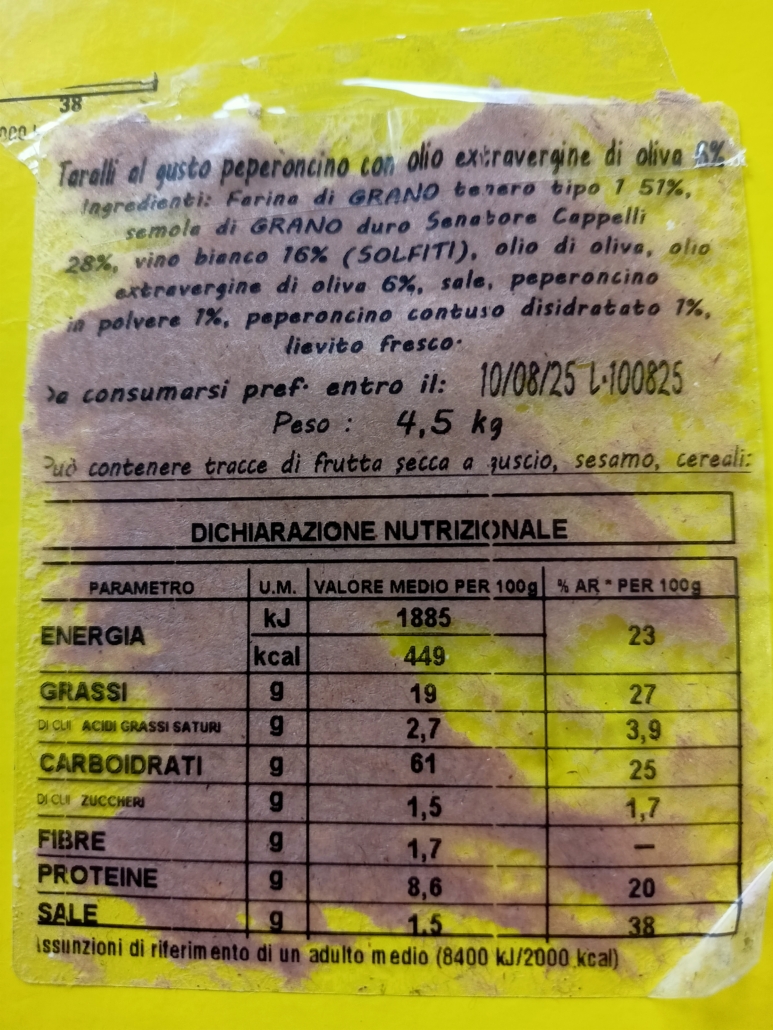 38
Taralli al gusto peperoncino con olio extravergine di oliva 6%
Ingredienti: Farina di GRANO tenero tipo 1 51%,
semola di GRANO duro Senatore Cappelli
28%, vino bianco 16% (SOLFITI), olio di oliva, olio
extravergine di oliva 6%, sale, peperoncino
in polvere 1%, peperoncino contuso disidratato 1%,
lievito fresco.
Da consumarsi pref. entro il: 10/08/25 L.100825
Peso : 4,5 kg
Può contenere tracce di frutta secca a guscio, sesamo, cereali:
DICHIARAZIONE NUTRIZIONALE
PARAMETRO U.M. VALORE MEDIO PER 100g % AR * PER 100g
ENERGIA kJ 1885 23
kcal 449
GRASSI g 19 27
DI CUI ACIDI GRASSI SATURI g 2,7 3,9
CARBOIDRATI g 61 25
DI CUI ZUCCHERI g 1,5 1,7
FIBRE g 1,7 —
PROTEINE g 8,6 20
SALE g 1.5 38
Assunzioni di riferimento di un adulto medio (8400 kJ/2000 kcal)